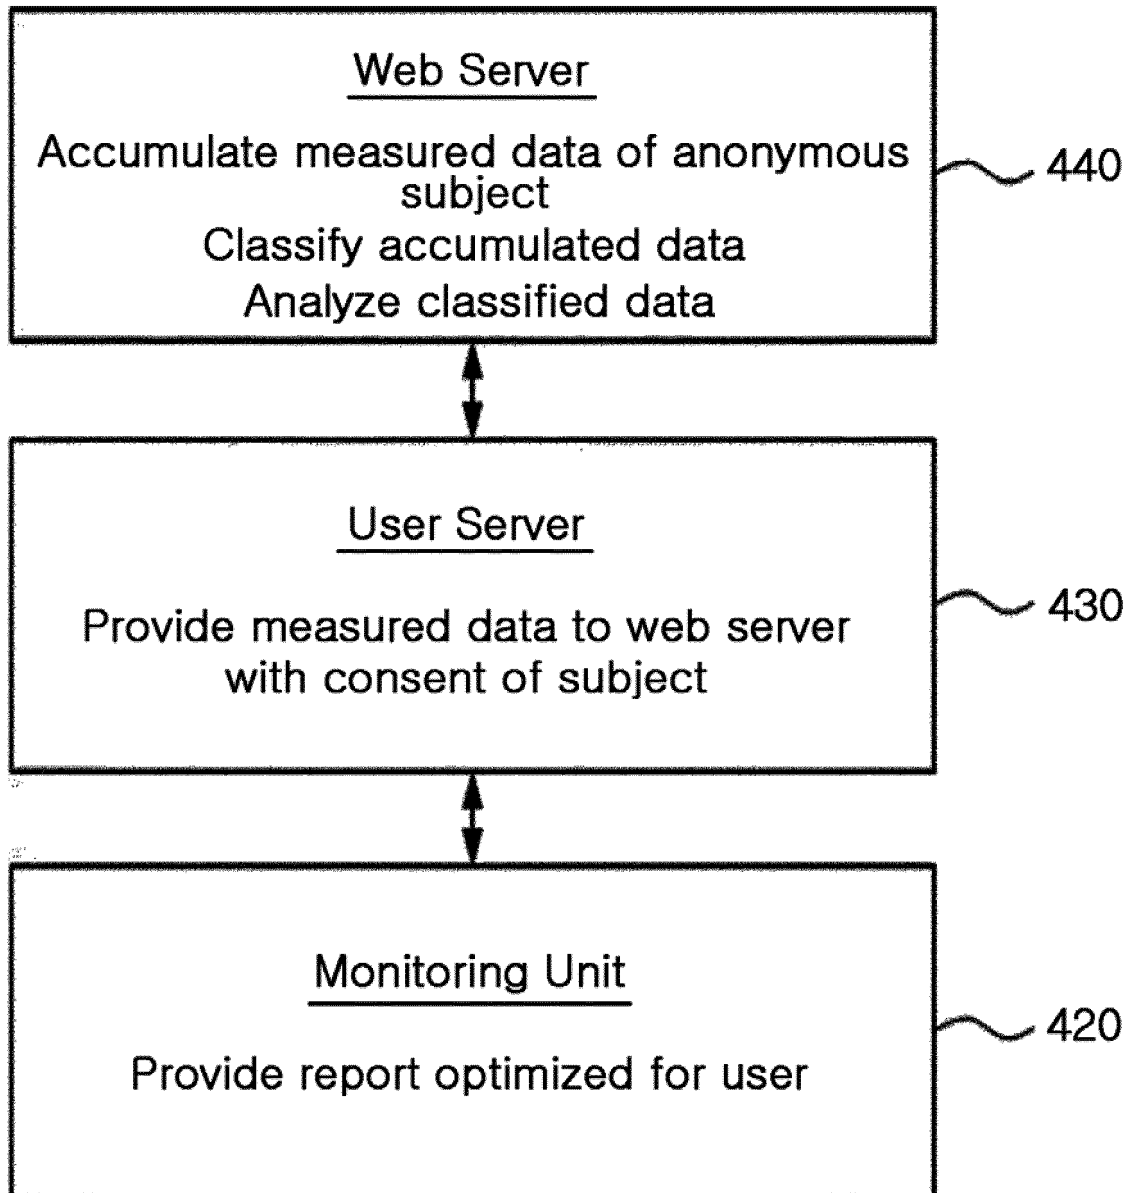 Web Server
Accumulate measured data of anonymous
subject
Classify accumulated data
Analyze classified data
440
User Server
Provide measured data to web server
with consent of subject
430
Monitoring Unit
Provide report optimized for user
420